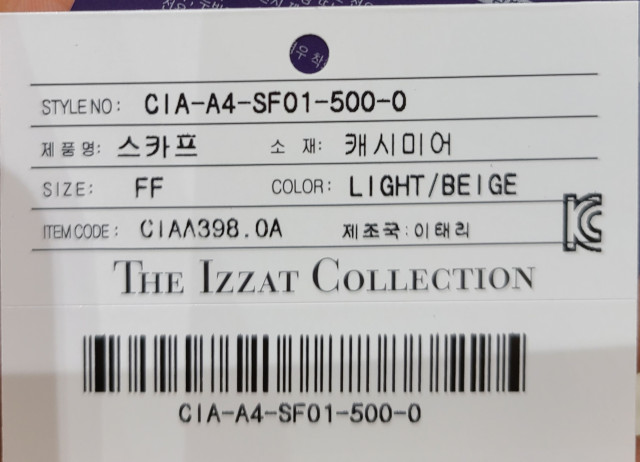 우 착
STYLE NO : CIA-A4-SF01-500-0
제 품 명: 스카프 소 재: 캐시미어
SIZE: FF COLOR: LIGHT/BEIGE
ITEM CODE : CIAA398.0A 제조국:이태리
THE IZZAT COLLECTION
CIA-A4-SF01-500-0